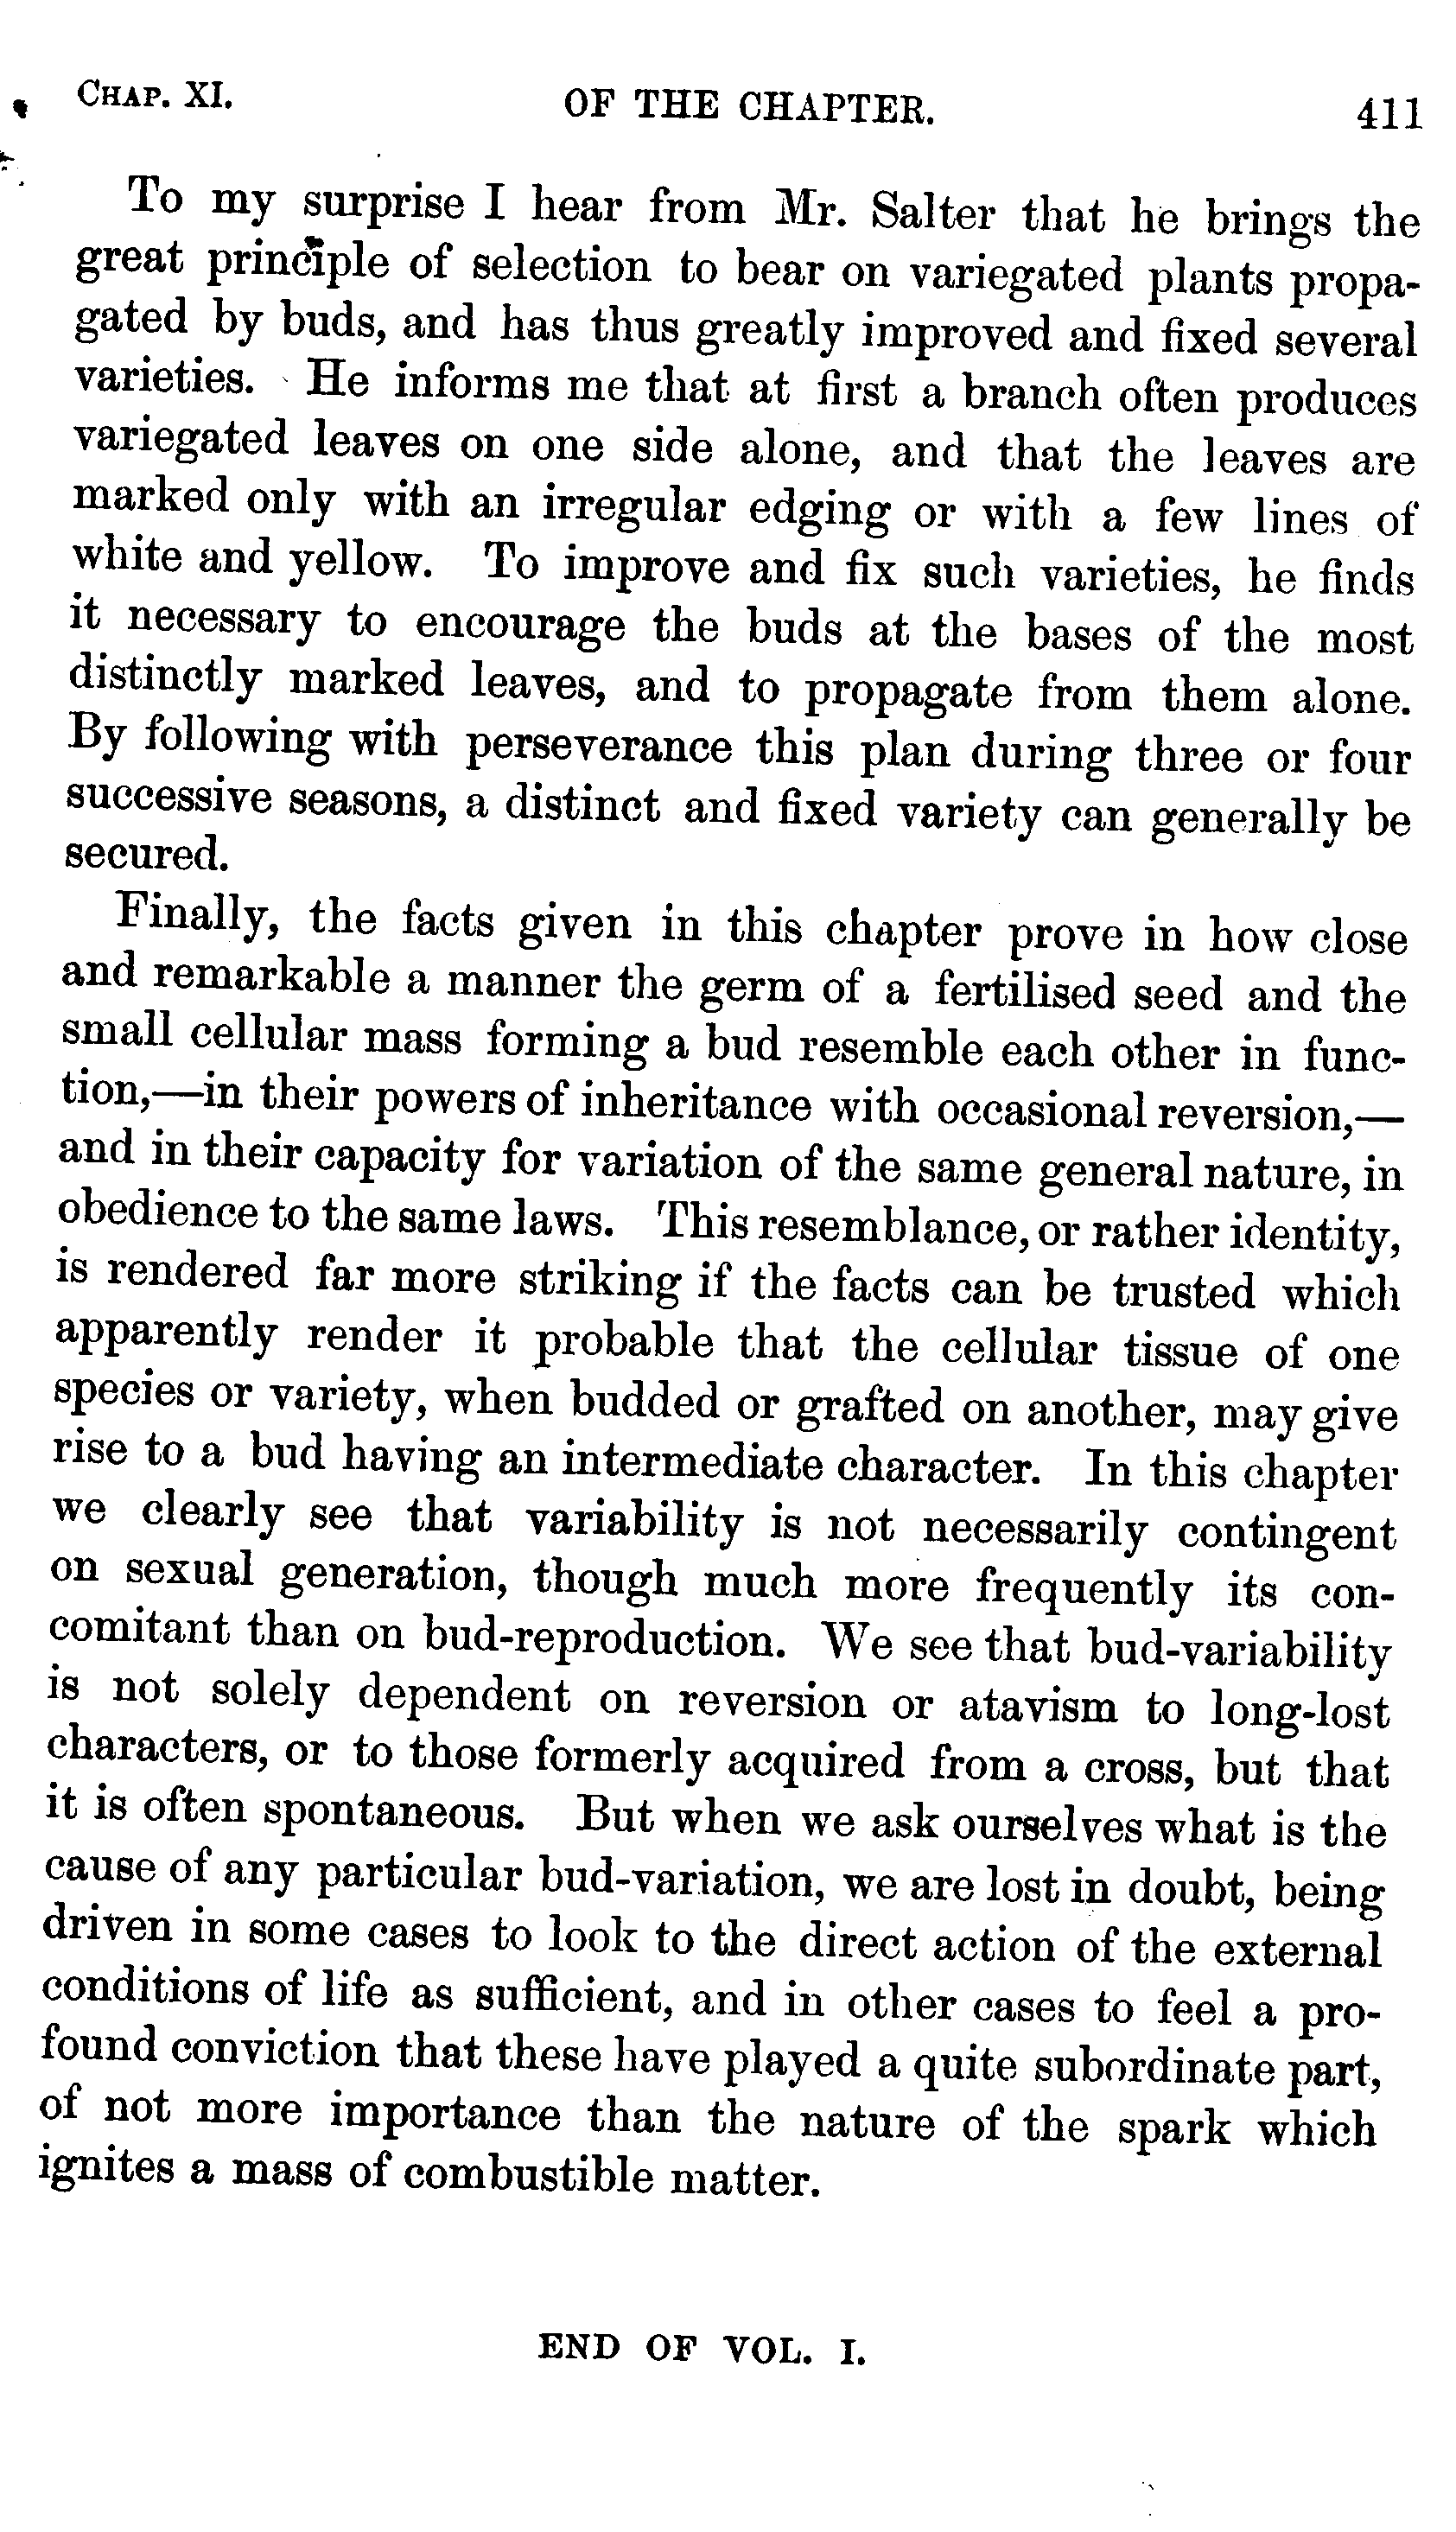 CHAP. XI. OF THE CHAPTER. 411
To my surprise I hear from Mr. Salter that he brings the
great principle of selection to bear on variegated plants propa-
gated by buds, and has thus greatly improved and fixed several
varieties. He informs me that at first a branch often produces
variegated leaves on one side alone, and that the leaves are
marked only with an irregular edging or with a few lines of
white and yellow. To improve and fix such varieties, he finds
it necessary to encourage the buds at the bases of the most
distinctly marked leaves, and to propagate from them alone.
By following with perseverance this plan during three or four
successive seasons, a distinct and fixed variety can generally be
secured.
Finally, the facts given in this chapter prove in how close
and remarkable a manner the germ of a fertilised seed and the
small cellular mass forming a bud resemble each other in func-
tion,—in their powers of inheritance with occasional reversion,—
and in their capacity for variation of the same general nature, in
obedience to the same laws. This resemblance, or rather identity,
is rendered far more striking if the facts can be trusted which
apparently render it probable that the cellular tissue of one
species or variety, when budded or grafted on another, may give
rise to a bud having an intermediate character. In this chapter
we clearly see that variability is not necessarily contingent
on sexual generation, though much more frequently its con-
comitant than on bud-reproduction. We see that bud-variability
is not solely dependent on reversion or atavism to long-lost
characters, or to those formerly acquired from a cross, but that
it is often spontaneous. But when we ask ourselves what is the
cause of any particular bud-variation, we are lost in doubt, being
driven in some cases to look to the direct action of the external
conditions of life as sufficient, and in other cases to feel a pro-
found conviction that these have played a quite subordinate part,
of not more importance than the nature of the spark which
ignites a mass of combustible matter.
END OF VOL. I.